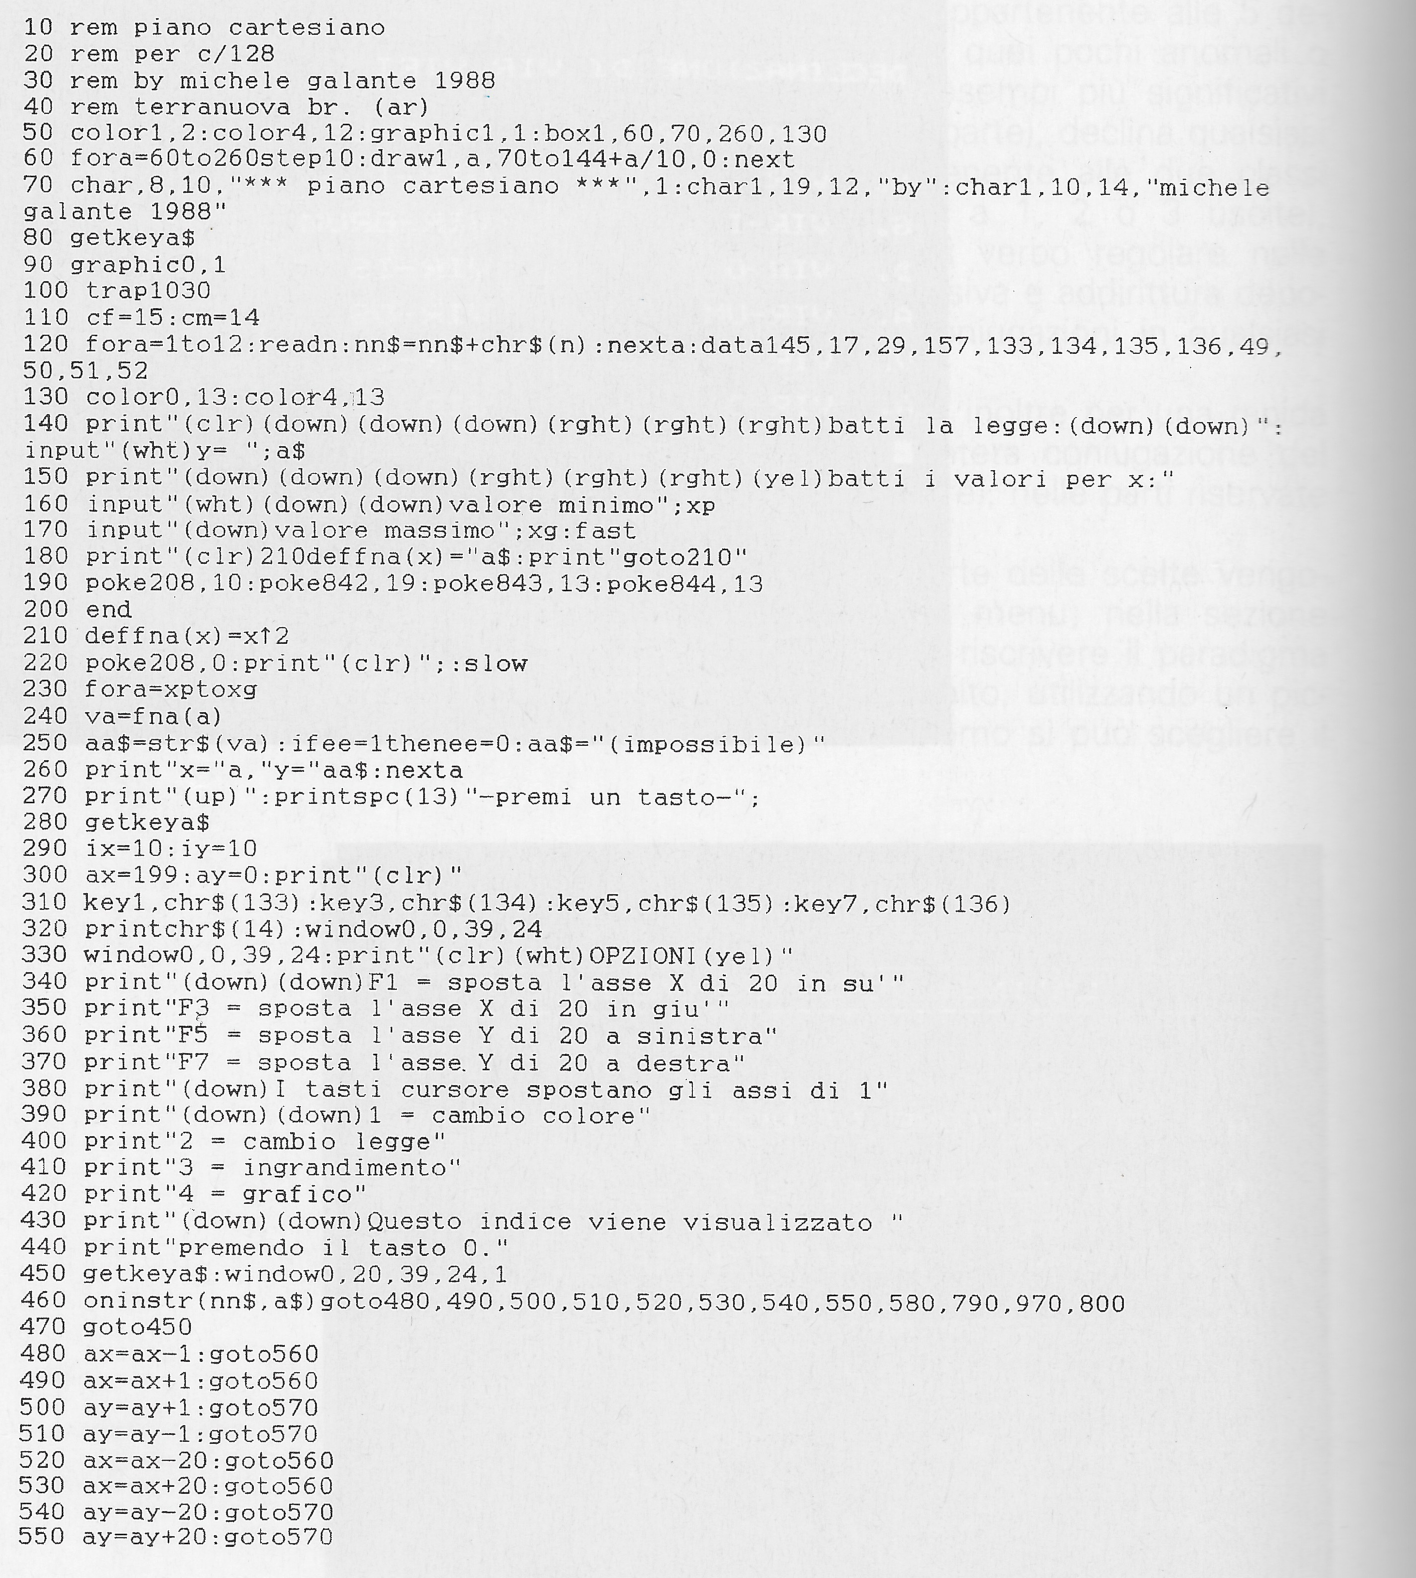 10 rem piano cartesiano
20 rem per c/128
30 rem by michele galante 1988
40 rem terranuova br. (ar)
50 color1,2:color4,12:graphic1,1:box1,60,70,260,130
60 fora=60to260step10:draw1,a,70to144+a/10,0:next
70 char,8,10,"*** piano cartesiano ***",1:char1,19,12,"by":char1,10,14,"michele
galante 1988"
80 getkeya$
90 graphic0,1
100 trap1030
110 cf=15:cm=14
120 fora=1to12:readn:nn$=nn$+chr$(n):nexta:data145,17,29,157,133,134,135,136,49,
50,51,52
130 color0,13:color4,13
140 print"(clr)(down)(down)(down)(rght)(rght)(rght)batti la legge:(down)(down)":
input"(wht)y= ";a$
150 print"(down)(down)(down)(rght)(rght)(rght)(yel)batti i valori per x:"
160 input"(wht)(down)(down)valore minimo";xp
170 input"(down)valore massimo";xg:fast
180 print"(clr)210deffna(x)="a$:print"goto210"
190 poke208,10:poke842,19:poke843,13:poke844,13
200 end
210 deffna(x)=x↑2
220 poke208,0:print"(clr)";:slow
230 fora=xptoxg
240 va=fna(a)
250 aa$=str$(va):ifee=1thenee=0:aa$="(impossibile)"
260 print"x="a,"y="aa$:nexta
270 print"(up)":printspc(13)"-premi un tasto-";
280 getkeya$
290 ix=10:iy=10
300 ax=199:ay=0:print"(clr)"
310 key1,chr$(133):key3,chr$(134):key5,chr$(135):key7,chr$(136)
320 printchr$(14):window0,0,39,24
330 window0,0,39,24:print"(clr)(wht)OPZIONI(yel)"
340 print"(down)(down)F1 = sposta l'asse X di 20 in su'"
350 print"F3 = sposta l'asse X di 20 in giu'"
360 print"F5 = sposta l'asse Y di 20 a sinistra"
370 print"F7 = sposta l'asse Y di 20 a destra"
380 print"(down)I tasti cursore spostano gli assi di 1"
390 print"(down)(down)1 = cambio colore"
400 print"2 = cambio legge"
410 print"3 = ingrandimento"
420 print"4 = grafico"
430 print"(down)(down)Questo indice viene visualizzato "
440 print"premendo il tasto 0."
450 getkeya$:window0,20,39,24,1
460 oninstr(nn$,a$)goto480,490,500,510,520,530,540,550,580,790,970,800
470 goto450
480 ax=ax-1:goto560
490 ax=ax+1:goto560
500 ay=ay+1:goto570
510 ay=ay-1:goto570
520 ax=ax-20:goto560
530 ax=ax+20:goto560
540 ay=ay-20:goto570
550 ay=ay+20:goto570